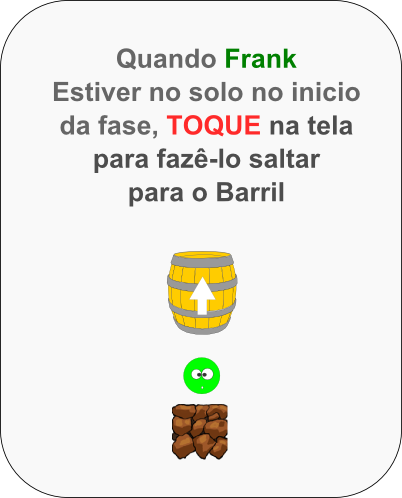 Quando Frank
Estiver no solo no inicio
da fase, TOQUE na tela
para fazê-lo saltar
para o Barril